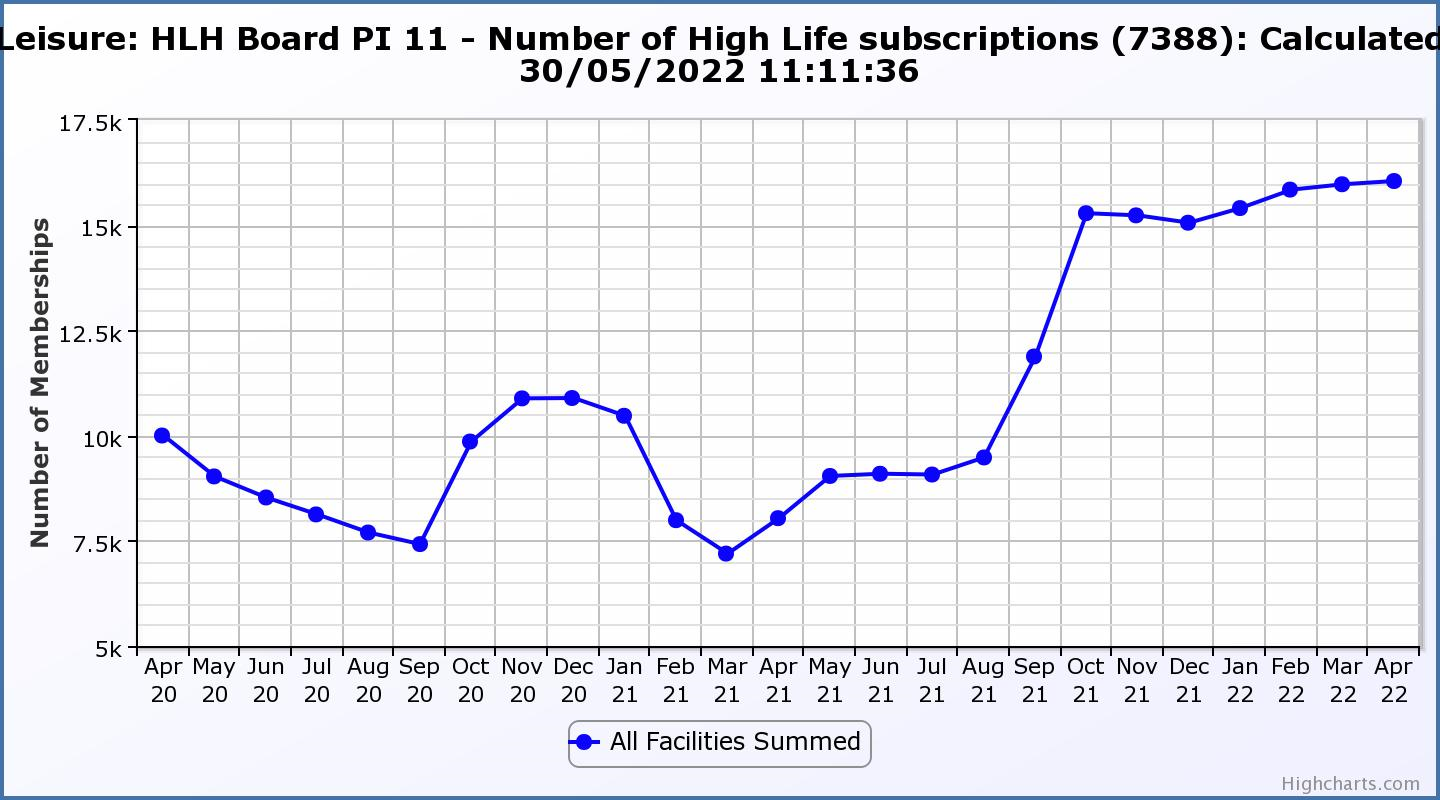 Leisure: HLH Board PI 11 - Number of High Life subscriptions (7388): Calculated
30/05/2022 11:11:36
Number of Memberships
17.5k
15k
12.5k
10k
7.5k
5k
Apr May Jun Jul Aug Sep Oct Nov Dec Jan Feb Mar Apr May Jun Jul Aug Sep Oct Nov Dec Jan Feb Mar Apr
20 20 20 20 20 20 20 20 20 21 21 21 21 21 21 21 21 21 21 21 21 22 22 22 22
All Facilities Summed
Highcharts.com